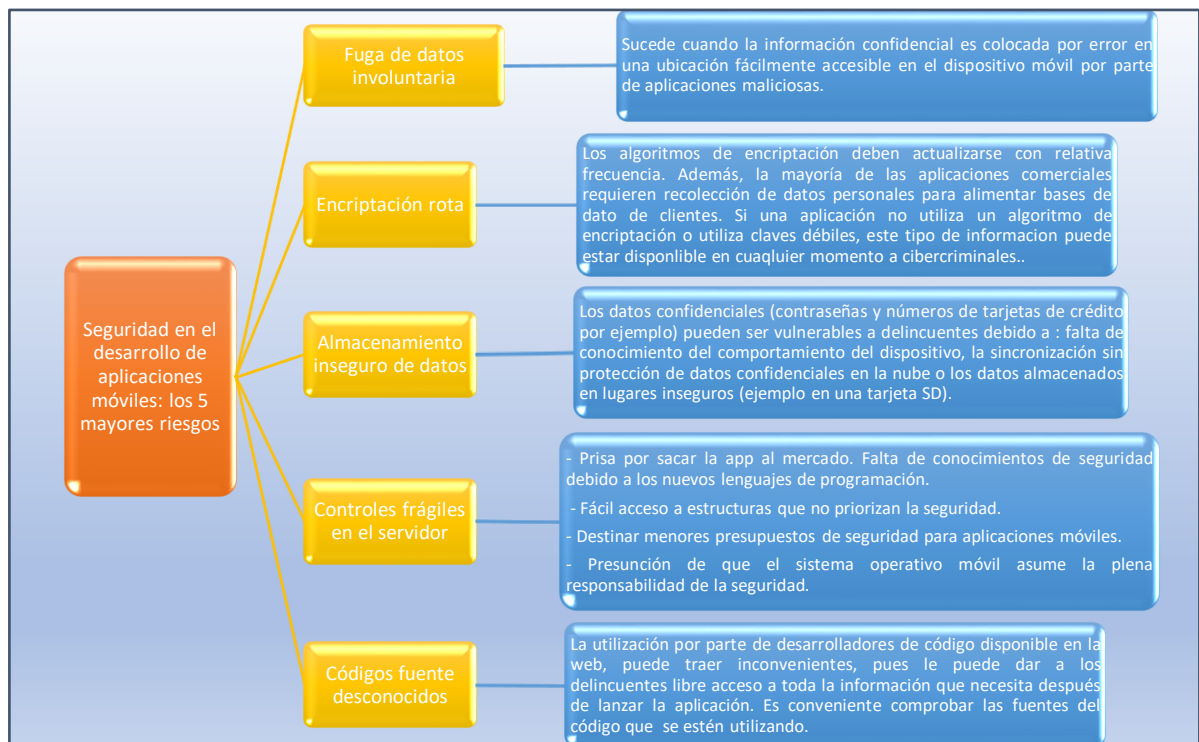 Seguridad en el
desarrollo de
aplicaciones
móviles: los 5
mayores riesgos
Fuga de datos
involuntaria
Sucede cuando la información confidencial es colocada por error en
una ubicación fácilmente accesible en el dispositivo móvil por parte
de aplicaciones maliciosas.
Encriptación rota
Los algoritmos de encriptación deben actualizarse con relativa
frecuencia. Además, la mayoría de las aplicaciones comerciales
requieren recolección de datos personales para alimentar bases de
dato de clientes. Si una aplicación no utiliza un algoritmo de
encriptación o utiliza claves débiles, este tipo de informacion puede
estar disponlible en cuaqluier momento a cibercriminales..
Almacenamiento
inseguro de datos
Los datos confidenciales (contraseñas y números de tarjetas de crédito
por ejemplo) pueden ser vulnerables a delincuentes debido a : falta de
conocimiento del comportamiento del dispositivo, la sincronización sin
protección de datos confidenciales en la nube o los datos almacenados
en lugares inseguros (ejemplo en una tarjeta SD).
Controles frágiles
en el servidor
- Prisa por sacar la app al mercado. Falta de conocimientos de seguridad
debido a los nuevos lenguajes de programación.
- Fácil acceso a estructuras que no priorizan la seguridad.
- Destinar menores presupuestos de seguridad para aplicaciones móviles.
- Presunción de que el sistema operativo móvil asume la plena
responsabilidad de la seguridad.
Códigos fuente
desconocidos
La utilización por parte de desarrolladores de código disponible en la
web, puede traer inconvenientes, pues le puede dar a los
delincuentes libre acceso a toda la información que necesita después
de lanzar la aplicación. Es conveniente comprobar las fuentes del
código que se estén utilizando.